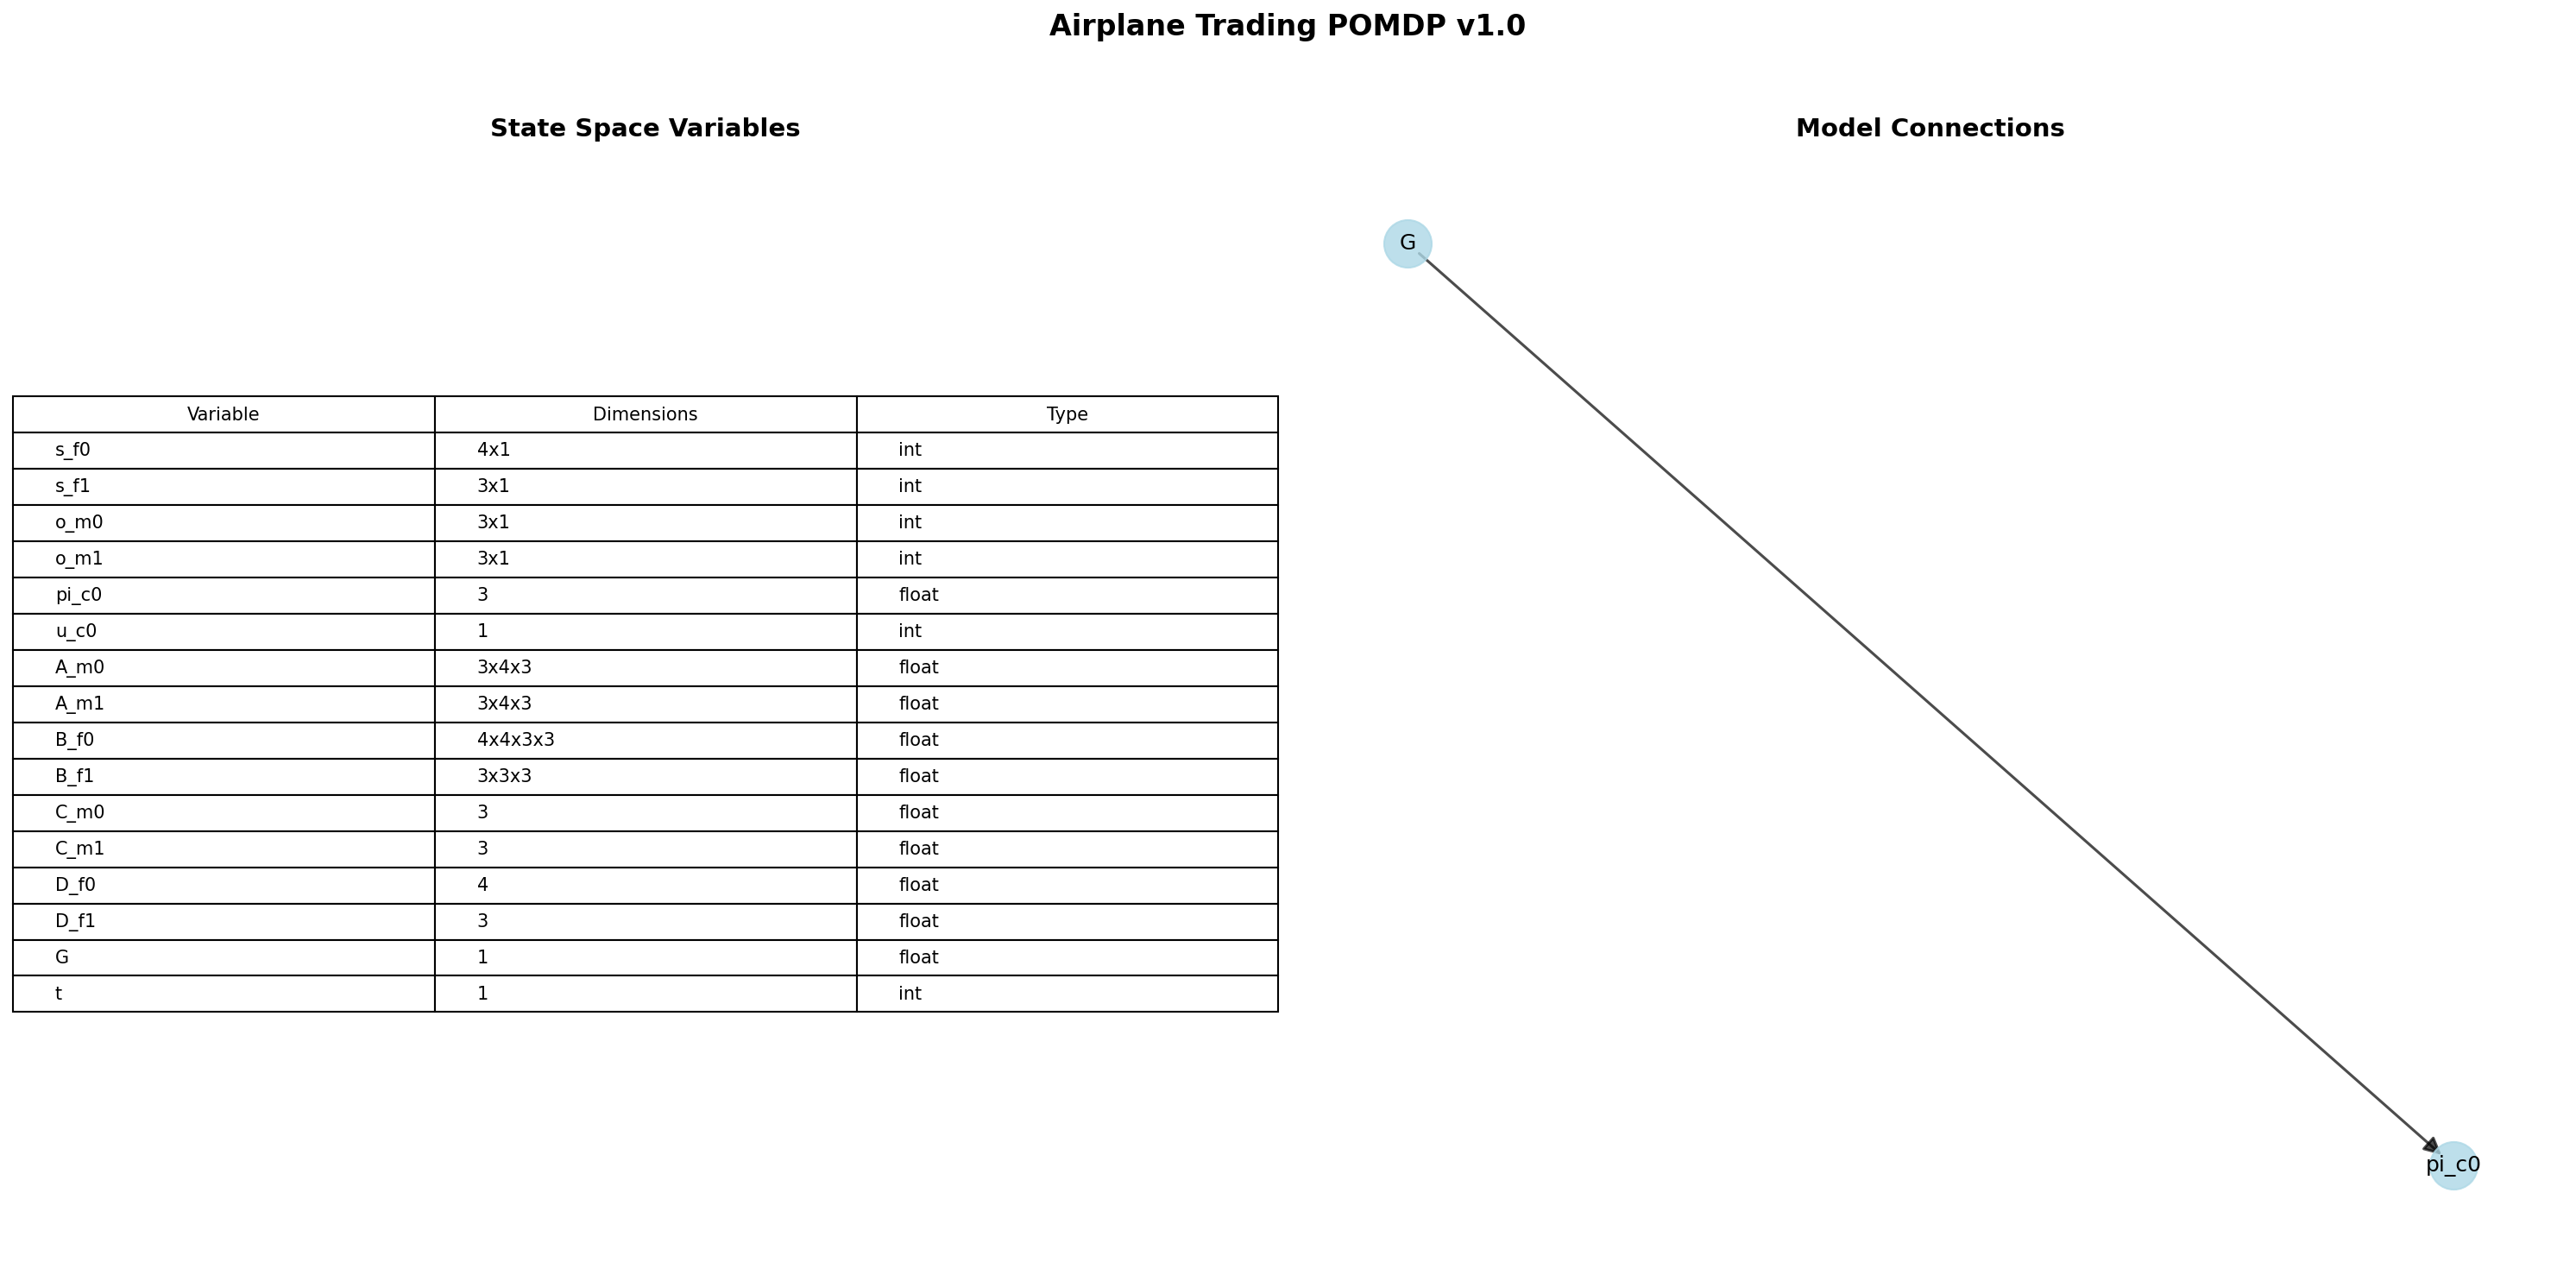 Airplane Trading POMDP v1.0
State Space Variables
Variable Dimensions Type
s_f0 4x1 int
s_f1 3x1 int
o_m0 3x1 int
o_m1 3x1 int
pi_c0 3 float
u_c0 1 int
A_m0 3x4x3 float
A_m1 3x4x3 float
B_f0 4x4x3x3 float
B_f1 3x3x3 float
C_m0 3 float
C_m1 3 float
D_f0 4 float
D_f1 3 float
G 1 float
t 1 int
Model Connections
G
pi_c0